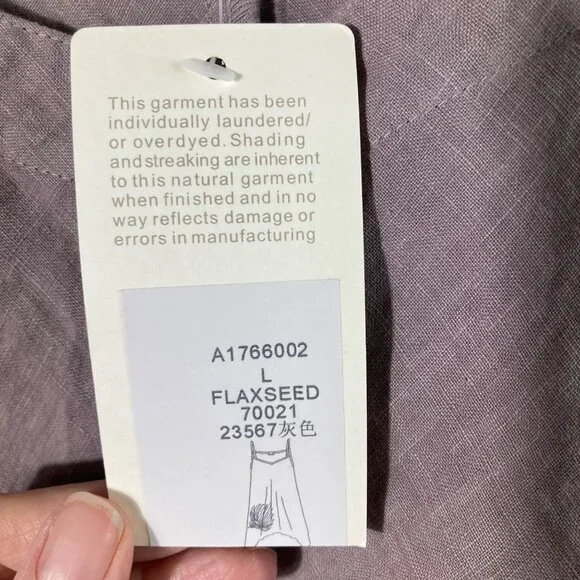 This garment has been
individually laundered/
or overdyed. Shading
and streaking are inherent
to this natural garment
when finished and in no
way reflects damage or
errors in manufacturing
A1766002
L
FLAXSEED
70021
23567灰色